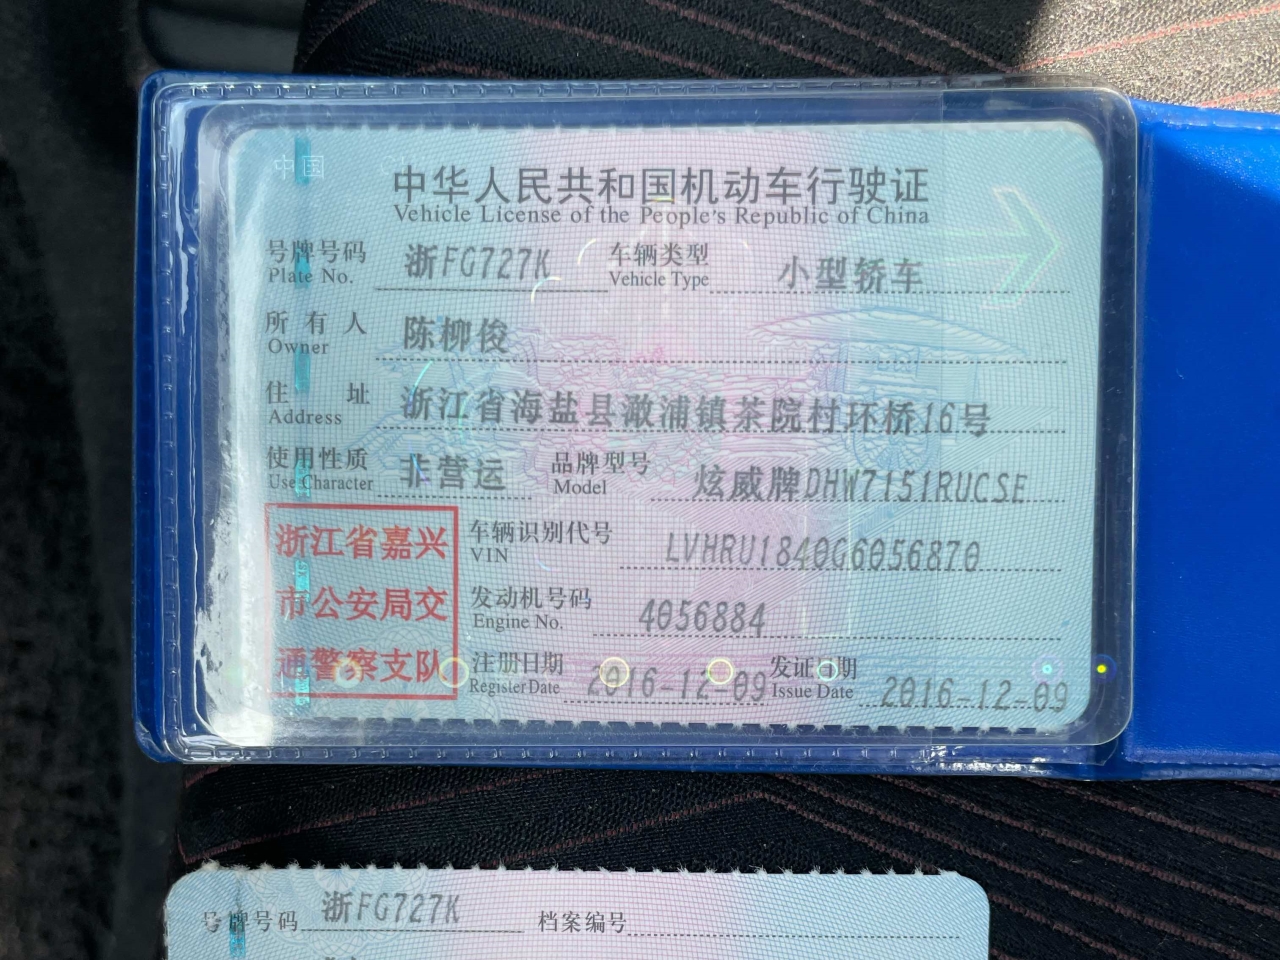 中国
中华人民共和国机动车行驶证
Vehicle License of the People's Republic of China
号牌号码 浙FG727K 车辆类型 小型轿车
Plate No. Vehicle Type
所有人 陈柳俊
Owner
住址 浙江省海盐县澉浦镇茶院村环桥16号
Address
使用性质 非营运 品牌型号 炫威牌DHW7151RUCSE
Use Character Model
浙江省嘉兴
市公安局交
通警察支队
车辆识别代号 LVHRU1840G6056870
VIN
发动机号码 4056884
Engine No.
注册日期 2016-12-09 发证日期 2016-12-09
Register Date Issue Date
号牌号码 浙FG727K 档案编号